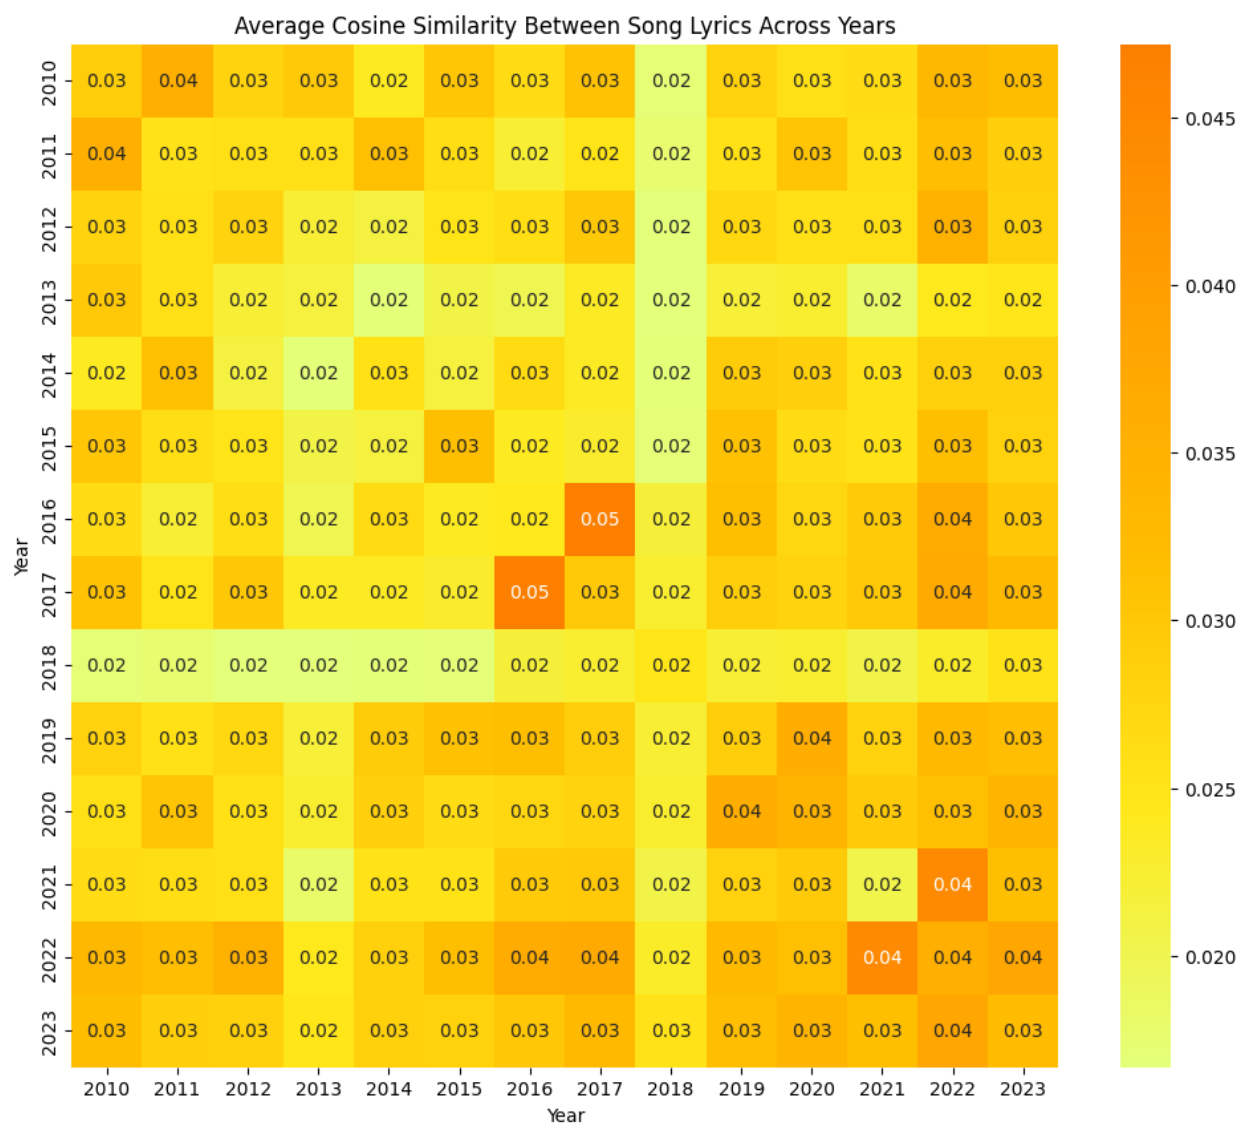 Average Cosine Similarity Between Song Lyrics Across Years
2010 0.03 0.04 0.03 0.03 0.02 0.03 0.03 0.03 0.02 0.03 0.03 0.03 0.03 0.03
2011 0.04 0.03 0.03 0.03 0.03 0.03 0.02 0.02 0.02 0.03 0.03 0.03 0.03 0.03
2012 0.03 0.03 0.03 0.02 0.02 0.03 0.03 0.03 0.02 0.03 0.03 0.03 0.03 0.03
2013 0.03 0.03 0.02 0.02 0.02 0.02 0.02 0.02 0.02 0.02 0.02 0.02 0.02 0.02
2014 0.02 0.03 0.02 0.02 0.03 0.02 0.03 0.02 0.02 0.03 0.03 0.03 0.03 0.03
2015 0.03 0.03 0.03 0.02 0.02 0.03 0.02 0.02 0.02 0.03 0.03 0.03 0.03 0.03
2016 0.03 0.02 0.03 0.02 0.03 0.02 0.02 0.05 0.02 0.03 0.03 0.03 0.04 0.03
2017 0.03 0.02 0.03 0.02 0.02 0.02 0.05 0.03 0.02 0.03 0.03 0.03 0.04 0.03
2018 0.02 0.02 0.02 0.02 0.02 0.02 0.02 0.02 0.02 0.02 0.02 0.02 0.02 0.03
2019 0.03 0.03 0.03 0.02 0.03 0.03 0.03 0.03 0.02 0.03 0.04 0.03 0.03 0.03
2020 0.03 0.03 0.03 0.02 0.03 0.03 0.03 0.03 0.02 0.04 0.03 0.03 0.03 0.03
2021 0.03 0.03 0.03 0.02 0.03 0.03 0.03 0.03 0.02 0.03 0.03 0.02 0.04 0.03
2022 0.03 0.03 0.03 0.02 0.03 0.03 0.04 0.04 0.02 0.03 0.03 0.04 0.04 0.04
2023 0.03 0.03 0.03 0.02 0.03 0.03 0.03 0.03 0.03 0.03 0.03 0.03 0.04 0.03
Year
2010 2011 2012 2013 2014 2015 2016 2017 2018 2019 2020 2021 2022 2023
Year
0.045
0.040
0.035
0.030
0.025
0.020